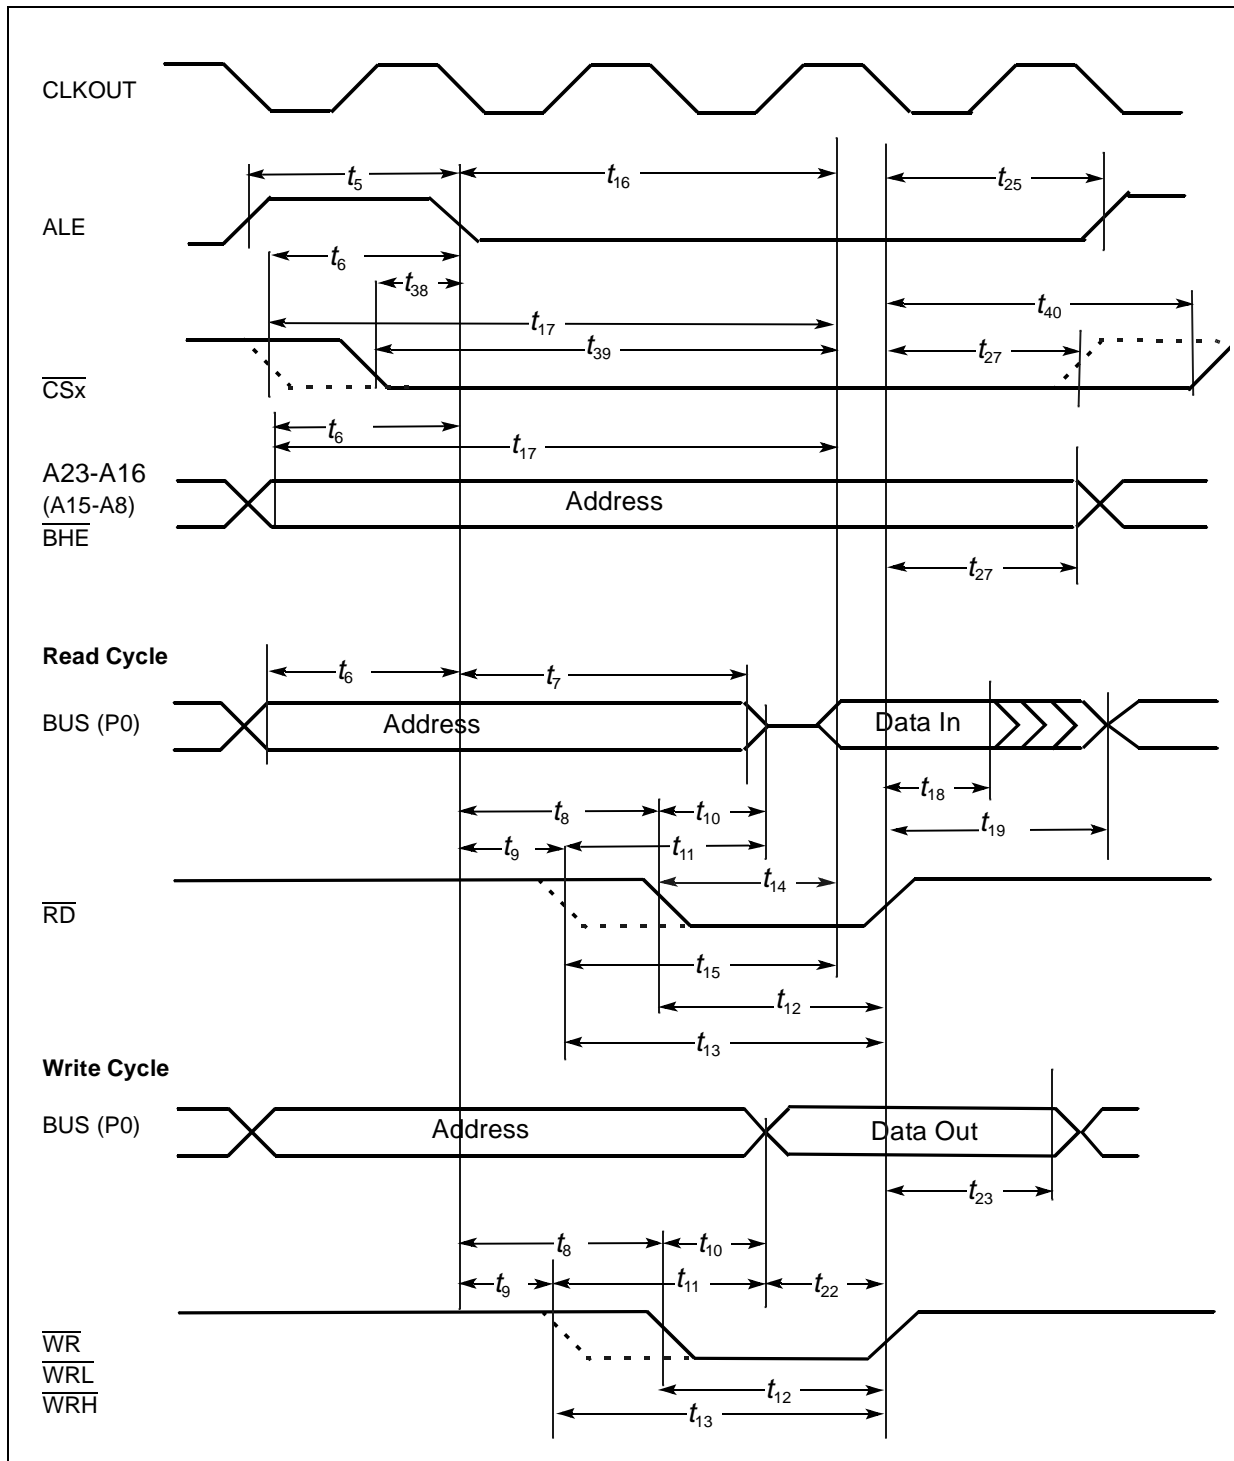 CLKOUT
t5 t16 t25
ALE
t6
t38
t17 t40
t39 t27
CSx
t6
t17
A23-A16
(A15-A8) Address
BHE
t27
Read Cycle
t6 t7
BUS (P0) Address Data In
t18
t8 t10 t19
t9 t11
t14
RD
t15
t12
t13
Write Cycle
BUS (P0) Address Data Out
t23
t8 t10
t9 t11 t22
WR
WRL t12
WRH t13